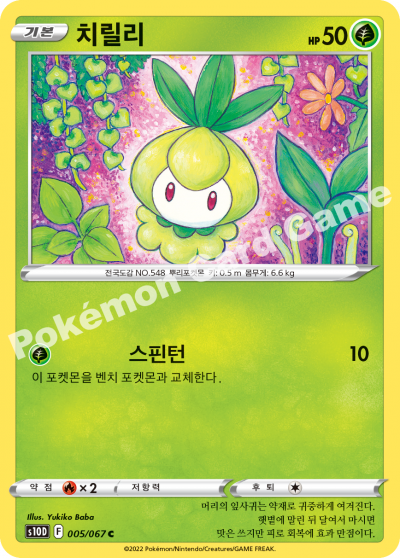 기본 치릴리 HP 50
전국도감 NO.548 뿌리포켓몬 키: 0.5 m 몸무게: 6.6 kg
Pokémon Card Game
스핀턴 10
이 포켓몬을 벤치 포켓몬과 교체한다.
약점 ×2 저항력 후퇴
Illus. Yukiko Baba
머리의 잎사귀는 약재로 귀중하게 여겨진다.
햇볕에 말린 뒤 달여서 마시면
맛은 쓰지만 피로 회복에 효과 만점이다.
s10D F 005/067 C
©2022 Pokémon/Nintendo/Creatures/GAME FREAK.